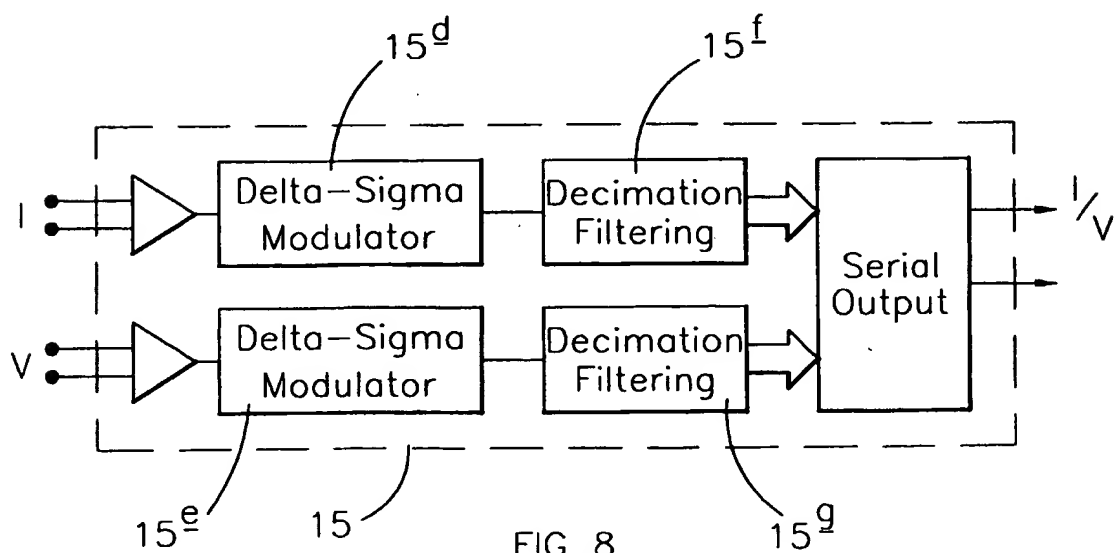 15d
15f
I
Delta-Sigma
Modulator
Decimation
Filtering
Serial
Output
I/V
V
Delta-Sigma
Modulator
Decimation
Filtering
15e
15
15g
FIG. 8